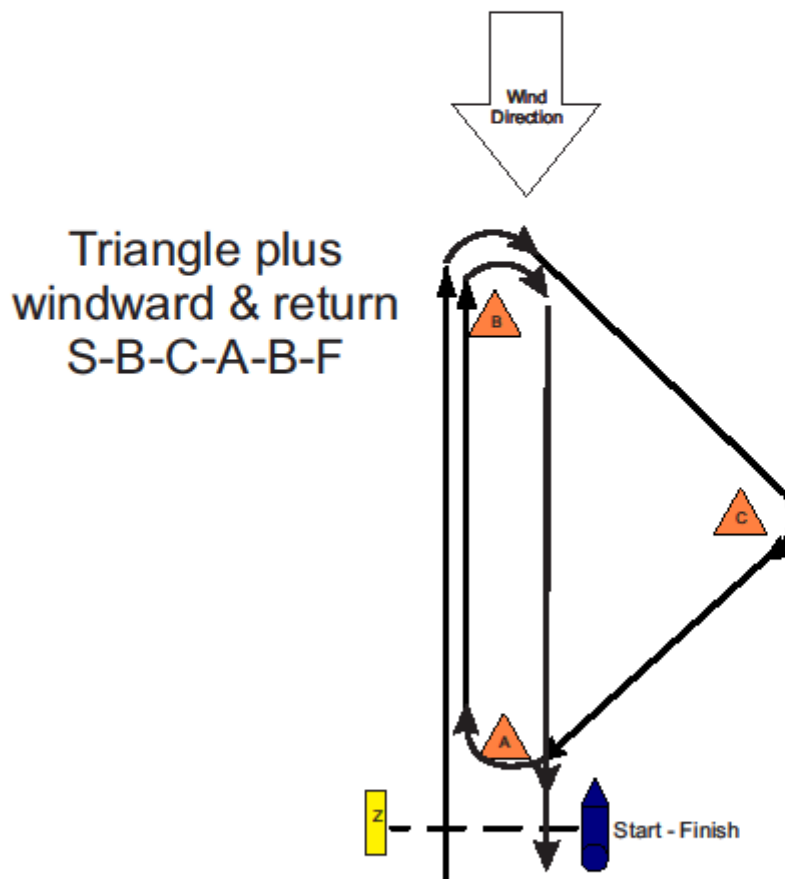 Wind
Direction
Triangle plus
windward & return
S-B-C-A-B-F
B
C
A
Z
Start - Finish